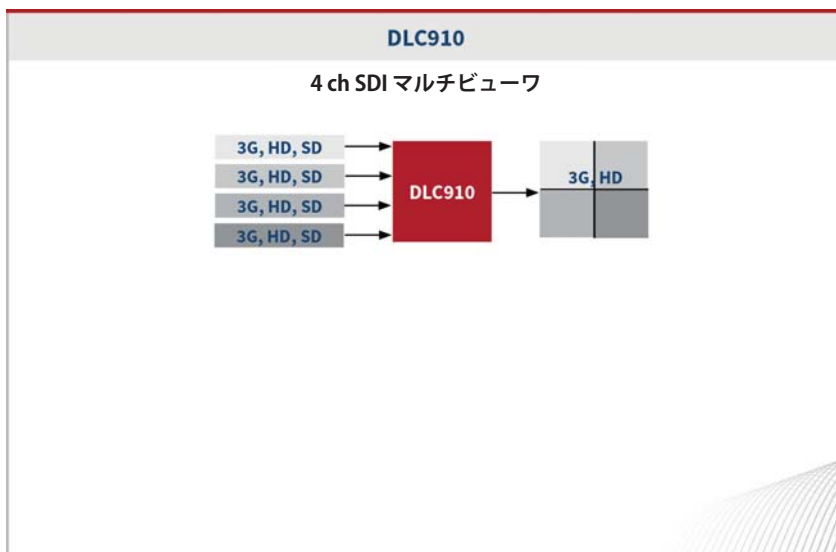 DLC910
4 ch SDI マルチビューワ
3G, HD, SD
3G, HD, SD
3G, HD, SD
3G, HD, SD
DLC910
3G, HD